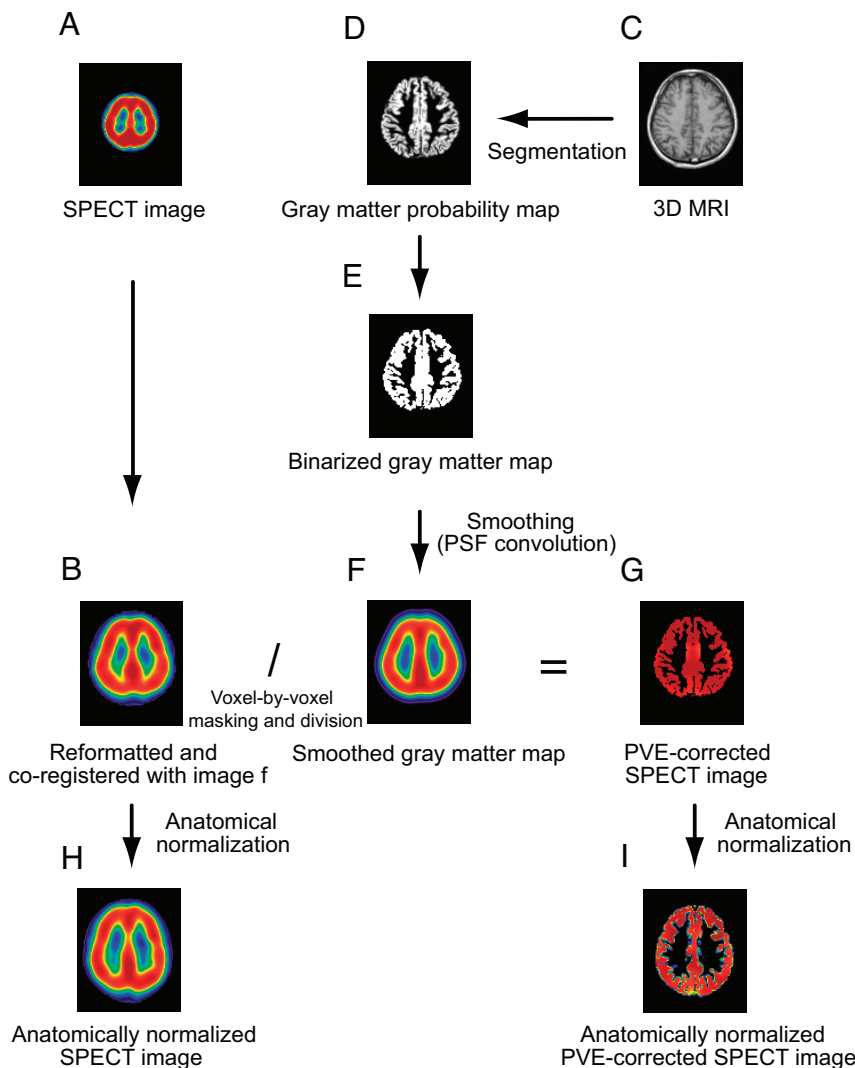 A
D
C
Segmentation
SPECT image
Gray matter probability map
3D MRI
E
Binarized gray matter map
Smoothing
(PSF convolution)
B
F
G
/
=
Voxel-by-voxel
masking and division
Reformatted and
co-registered with image f
Smoothed gray matter map
PVE-corrected
SPECT image
Anatomical
normalization
Anatomical
normalization
H
I
Anatomically normalized
SPECT image
Anatomically normalized
PVE-corrected SPECT image